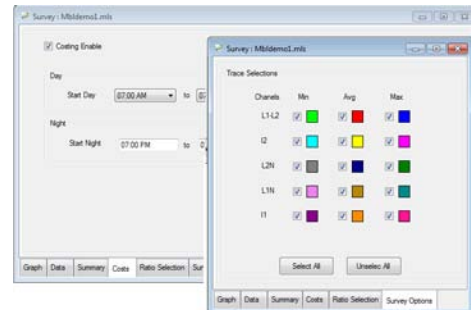 Survey : Mbldemo1.mls
Costing Enable
Day
Start Day 07:00 AM to
Night
Start Night 07:00 PM to
Graph Data Summary Costs Ratio Selection
Survey : Mbldemo1.mls
Trace Selections
Chanels Min Avg Max
L1-L2
I2
L2N
L1N
I1
Select All Unselec All
Graph Data Summary Costs Ratio Selection Survey Options